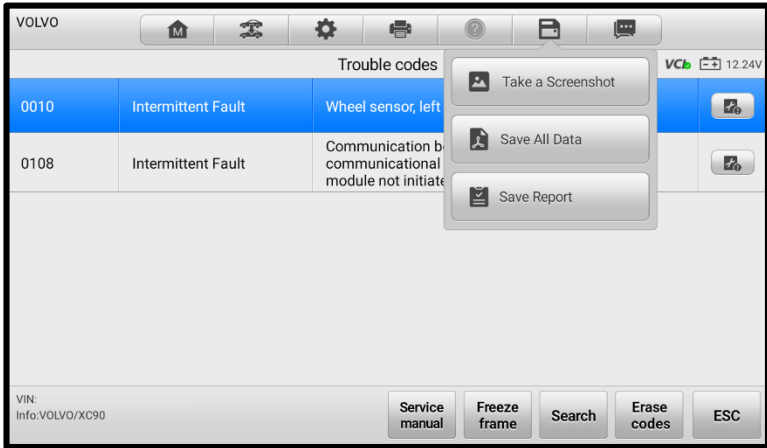 VOLVO
M
Trouble codes
VCb 12.24V
0010 Intermittent Fault Wheel sensor, left
0108 Intermittent Fault Communication b
communicational
module not initiate
Take a Screenshot
Save All Data
Save Report
VIN:
Info:VOLVO/XC90
Service
manual
Freeze
frame
Search
Erase
codes
ESC